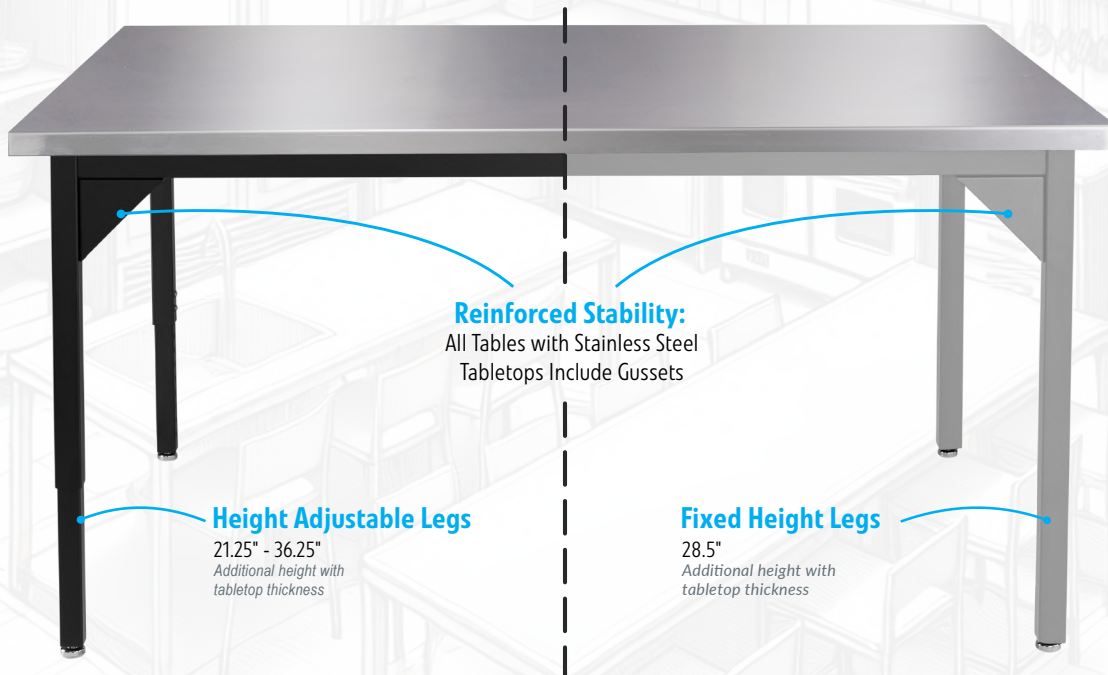 Reinforced Stability:
All Tables with Stainless Steel
Tabletops Include Gussets
Height Adjustable Legs
21.25" - 36.25"
Additional height with
tabletop thickness
Fixed Height Legs
28.5"
Additional height with
tabletop thickness